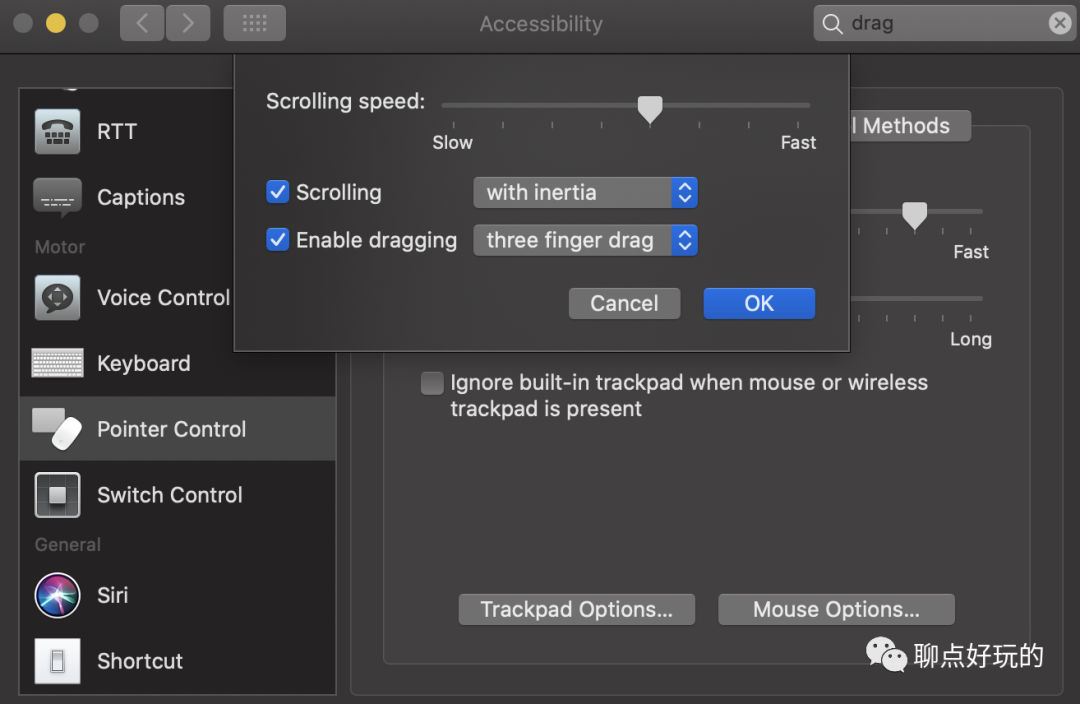 Accessibility
drag
Scrolling speed:
Slow
Fast
Scrolling
with inertia
Enable dragging
three finger drag
Cancel
OK
RTT
Captions
Motor
Voice Control
Keyboard
Pointer Control
Switch Control
General
Siri
Shortcut
l Methods
Fast
Long
Ignore built-in trackpad when mouse or wireless
trackpad is present
Trackpad Options...
Mouse Options...
聊点好玩的